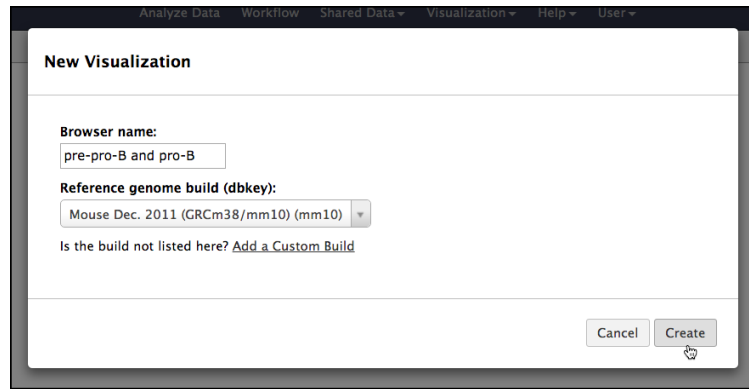 Analyze Data Workflow Shared Data Visualization Help User
New Visualization
Browser name:
pre-pro-B and pro-B
Reference genome build (dbkey):
Mouse Dec. 2011 (GRCm38/mm10) (mm10)
Is the build not listed here? Add a Custom Build
Cancel Create